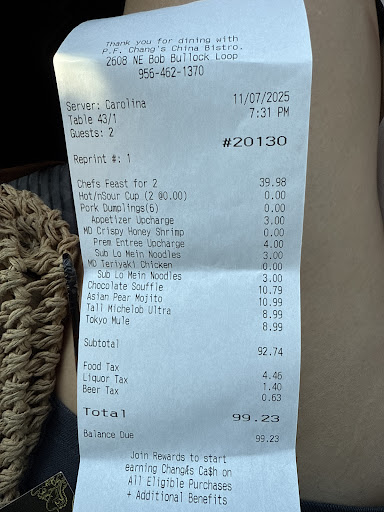 Thank you for dining with
P.F. Chang's China Bistro.
2608 NE Bob Bullock Loop
956-462-1370
Server: Carolina 11/07/2025
Table 43/1 7:31 PM
Guests: 2
#20130
Reprint #: 1
Chefs Feast for 2 39.98
Hot/nSour Cup (2 @0.00) 0.00
Pork Dumplings(6) 0.00
Appetizer Upcharge 3.00
MD Crispy Honey Shrimp 0.00
Prem Entree Upcharge 4.00
Sub Lo Mein Noodles 3.00
MD Teriyaki Chicken 0.00
Sub Lo Mein Noodles 3.00
Chocolate Souffle 10.79
Asian Pear Mojito 10.99
Tall Michelob Ultra 8.99
Tokyo Mule 8.99
Subtotal 92.74
Food Tax 4.46
Liquor Tax 1.40
Beer Tax 0.63
Total 99.23
Balance Due 99.23
Join Rewards to start
earning ChangÁs Ca$h on
All Eligible Purchases
+ Additional Benefits